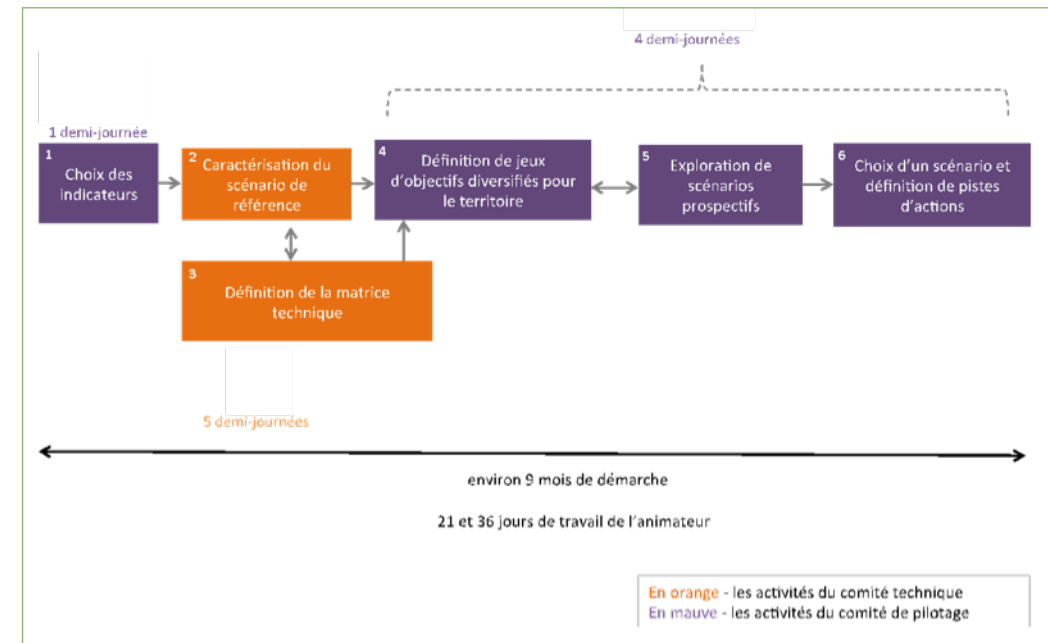 4 demi-journées
1 demi-journée
1
Choix des
indicateurs
2
Caractérisation du
scénario de
référence
4
Définition de jeux
d'objectifs diversifiés pour
le territoire
5
Exploration de
scénarios
prospectifs
6
Choix d'un scénario et
définition de pistes
d'actions
3
Définition de la matrice
technique
5 demi-journées
environ 9 mois de démarche
21 et 36 jours de travail de l'animateur
En orange - les activités du comité technique
En mauve - les activités du comité de pilotage